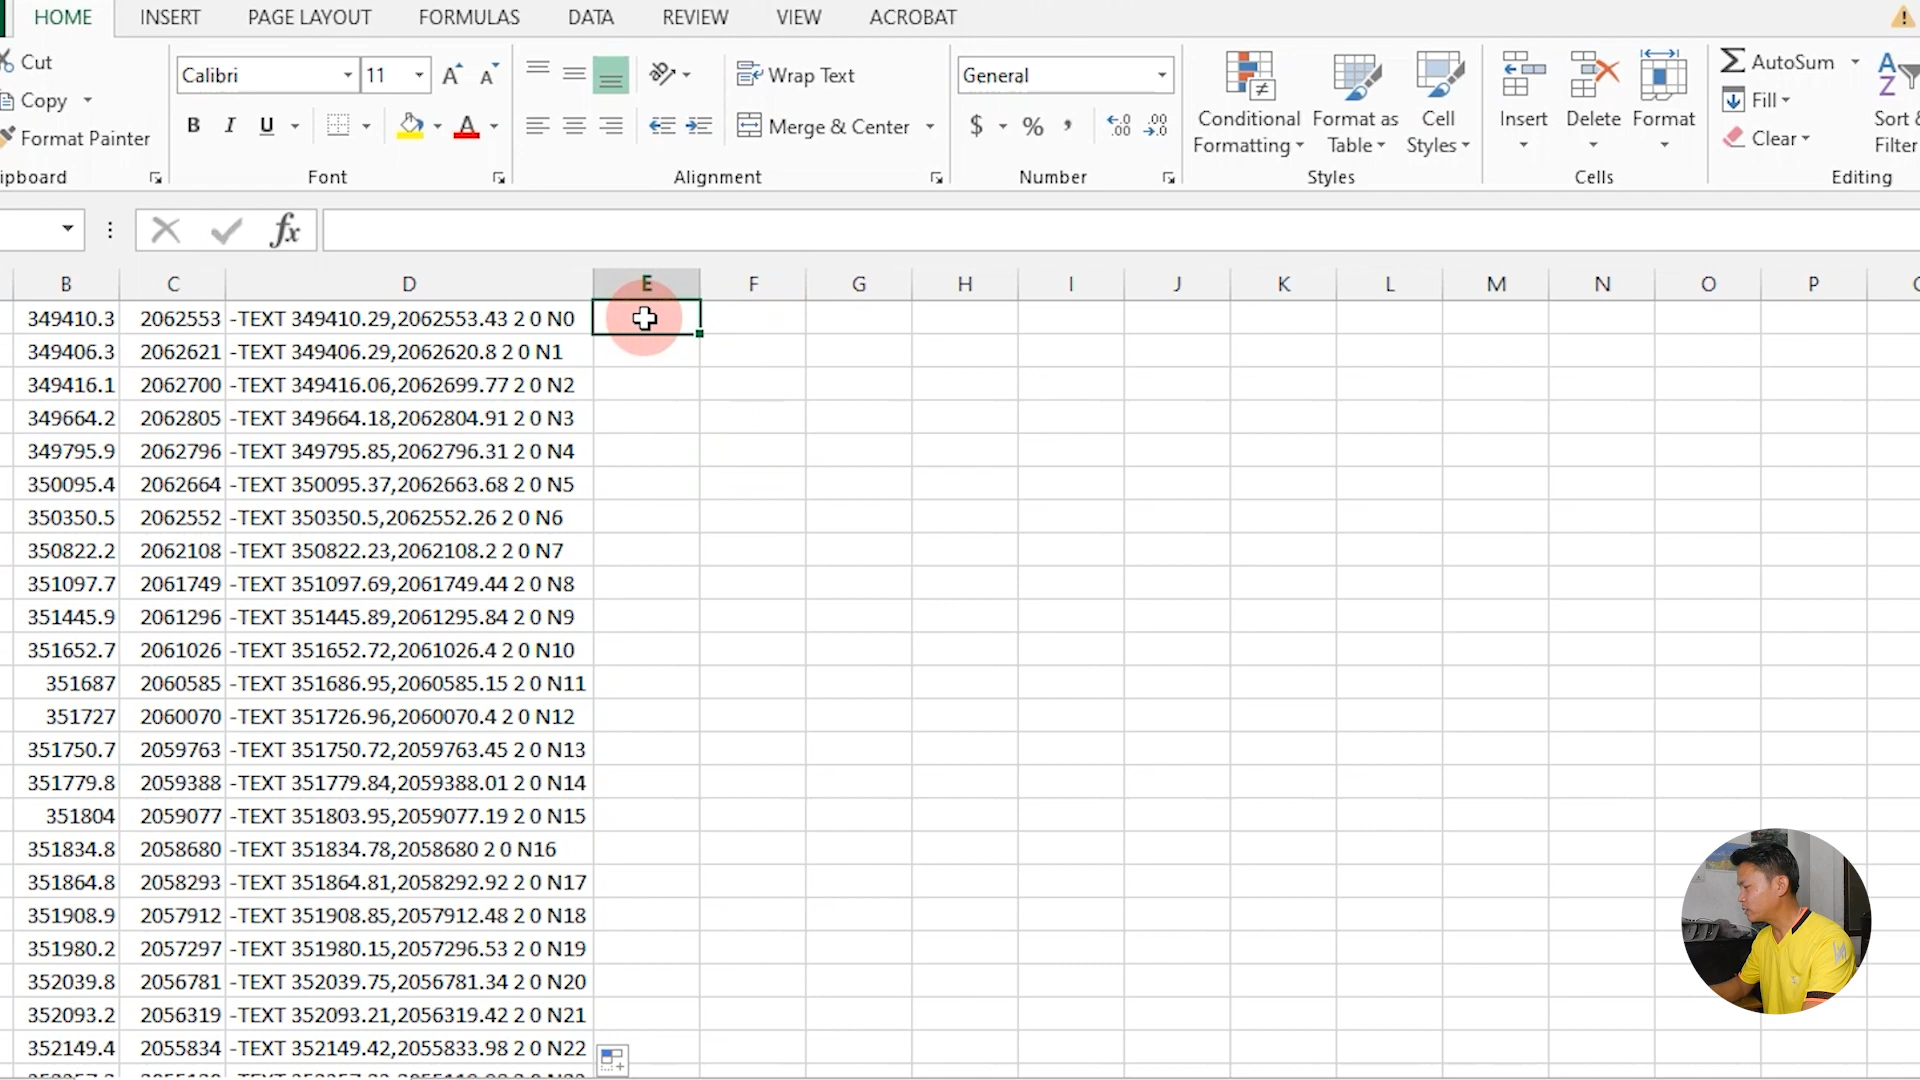 HOME INSERT PAGE LAYOUT FORMULAS DATA REVIEW VIEW ACROBAT
Cut
Copy
Format Painter
ipboard
Calibri 11
B I U
Font
Wrap Text
Merge & Center
Alignment
General
$ % ,
Number
Conditional Formatting
Format as Table
Cell Styles
Styles
Insert Delete Format
Cells
AutoSum
Fill
Clear
Sort &
Filter
Editing
fx
B C D E F G H I J K L M N O P
349410.3 2062553 -TEXT 349410.29,2062553.43 2 0 N0
349406.3 2062621 -TEXT 349406.29,2062620.8 2 0 N1
349416.1 2062700 -TEXT 349416.06,2062699.77 2 0 N2
349664.2 2062805 -TEXT 349664.18,2062804.91 2 0 N3
349795.9 2062796 -TEXT 349795.85,2062796.31 2 0 N4
350095.4 2062664 -TEXT 350095.37,2062663.68 2 0 N5
350350.5 2062552 -TEXT 350350.5,2062552.26 2 0 N6
350822.2 2062108 -TEXT 350822.23,2062108.2 2 0 N7
351097.7 2061749 -TEXT 351097.69,2061749.44 2 0 N8
351445.9 2061296 -TEXT 351445.89,2061295.84 2 0 N9
351652.7 2061026 -TEXT 351652.72,2061026.4 2 0 N10
351687 2060585 -TEXT 351686.95,2060585.15 2 0 N11
351727 2060070 -TEXT 351726.96,2060070.4 2 0 N12
351750.7 2059763 -TEXT 351750.72,2059763.45 2 0 N13
351779.8 2059388 -TEXT 351779.84,2059388.01 2 0 N14
351804 2059077 -TEXT 351803.95,2059077.19 2 0 N15
351834.8 2058680 -TEXT 351834.78,2058680 2 0 N16
351864.8 2058293 -TEXT 351864.81,2058292.92 2 0 N17
351908.9 2057912 -TEXT 351908.85,2057912.48 2 0 N18
351980.2 2057297 -TEXT 351980.15,2057296.53 2 0 N19
352039.8 2056781 -TEXT 352039.75,2056781.34 2 0 N20
352093.2 2056319 -TEXT 352093.21,2056319.42 2 0 N21
352149.4 2055834 -TEXT 352149.42,2055833.98 2 0 N22